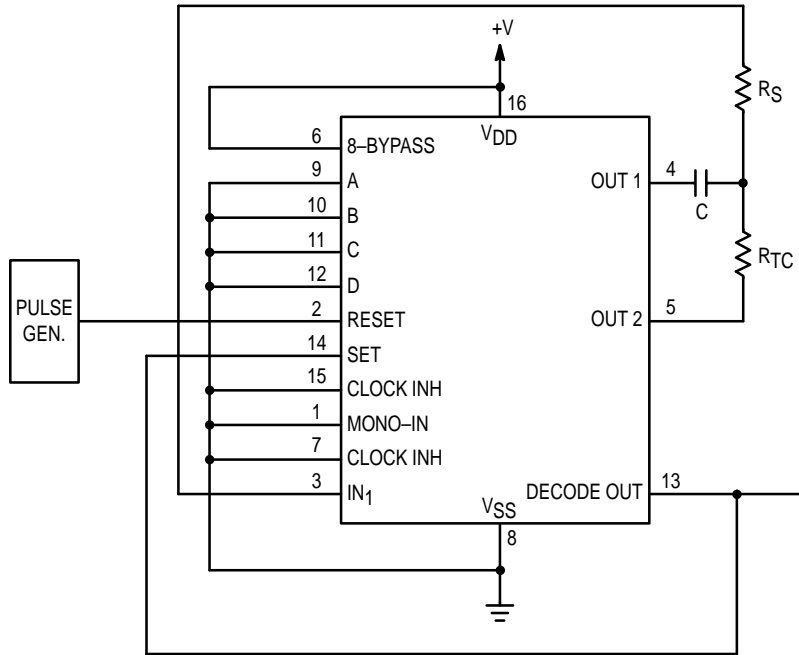 +V
16
VDD
6
8–BYPASS
9
A
10
B
11
C
12
D
2
RESET
14
SET
15
CLOCK INH
1
MONO–IN
7
CLOCK INH
3
IN1
OUT 1
4
C
RS
RTC
OUT 2
5
DECODE OUT
13
VSS
8
PULSE
GEN.